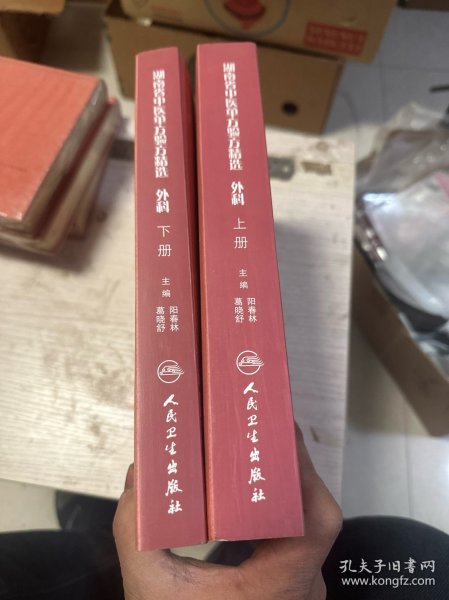 湖南省中医单方验方精选
外科
下册
主编
阳春林
葛晓舒
人民卫生出版社
湖南省中医单方验方精选
外科
上册
主编
阳春林
葛晓舒
人民卫生出版社
孔夫子旧书网
www.kongfz.com